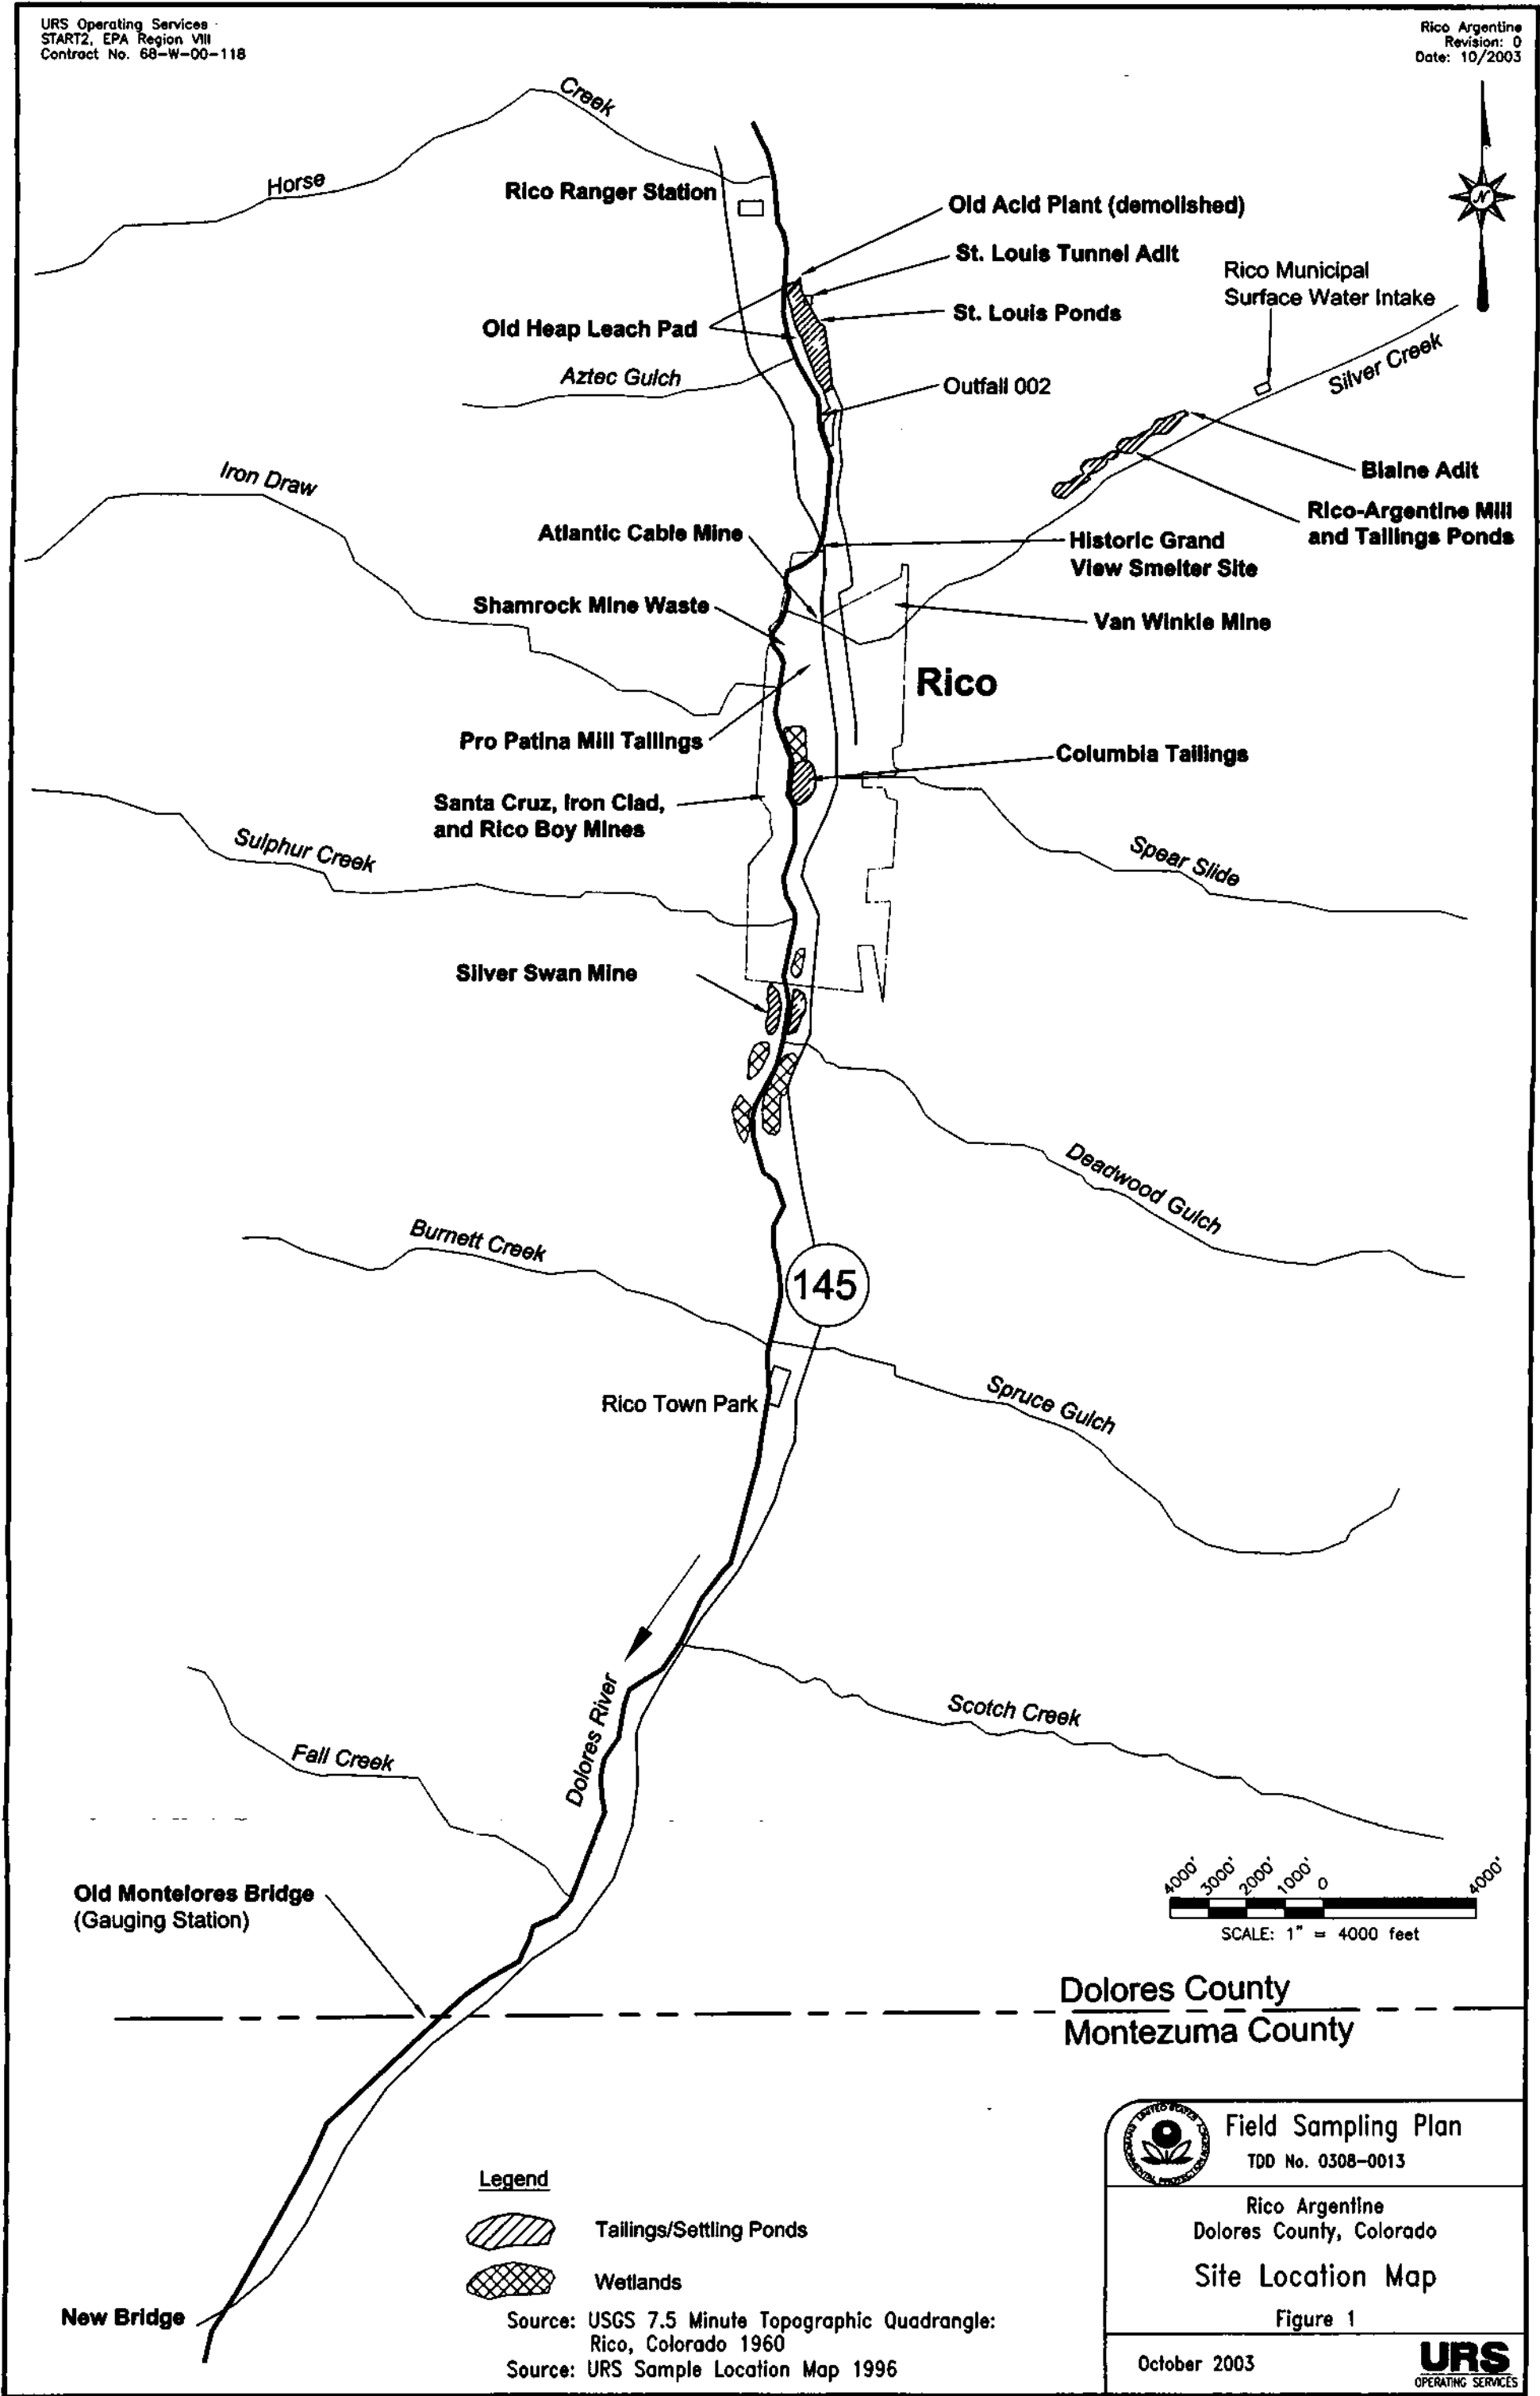 URS Operating Services
START2, EPA Region VIII
Contract No. 68-W-00-118
Rico Argentine
Revision: 0
Date: 10/2003
Creek
Horse
Rico Ranger Station
Old Acid Plant (demolished)
St. Louis Tunnel Adit
Rico Municipal
Surface Water Intake
St. Louis Ponds
Old Heap Leach Pad
N
Silver Creek
Aztec Gulch
Outfall 002
Iron Draw
Blaine Adit
Rico-Argentine Mill
and Tailings Ponds
Atlantic Cable Mine
Historic Grand
View Smelter Site
Shamrock Mine Waste
Van Winkle Mine
Rico
Pro Patina Mill Tailings
Columbia Tailings
Santa Cruz, Iron Clad,
and Rico Boy Mines
Sulphur Creek
Spear Slide
Silver Swan Mine
Deadwood Gulch
Burnett Creek
145
Spruce Gulch
Rico Town Park
Dolores River
Scotch Creek
Fall Creek
Old Montelores Bridge
(Gauging Station)
4000' 3000' 2000' 1000' 0 4000'
SCALE: 1" = 4000 feet
Dolores County
Montezuma County
Field Sampling Plan
TDD No. 0308-0013
Legend
Rico Argentine
Dolores County, Colorado
Tailings/Settling Ponds
Site Location Map
Wetlands
New Bridge
Figure 1
Source: USGS 7.5 Minute Topographic Quadrangle:
Rico, Colorado 1960
Source: URS Sample Location Map 1996
October 2003
URS
OPERATING SERVICES